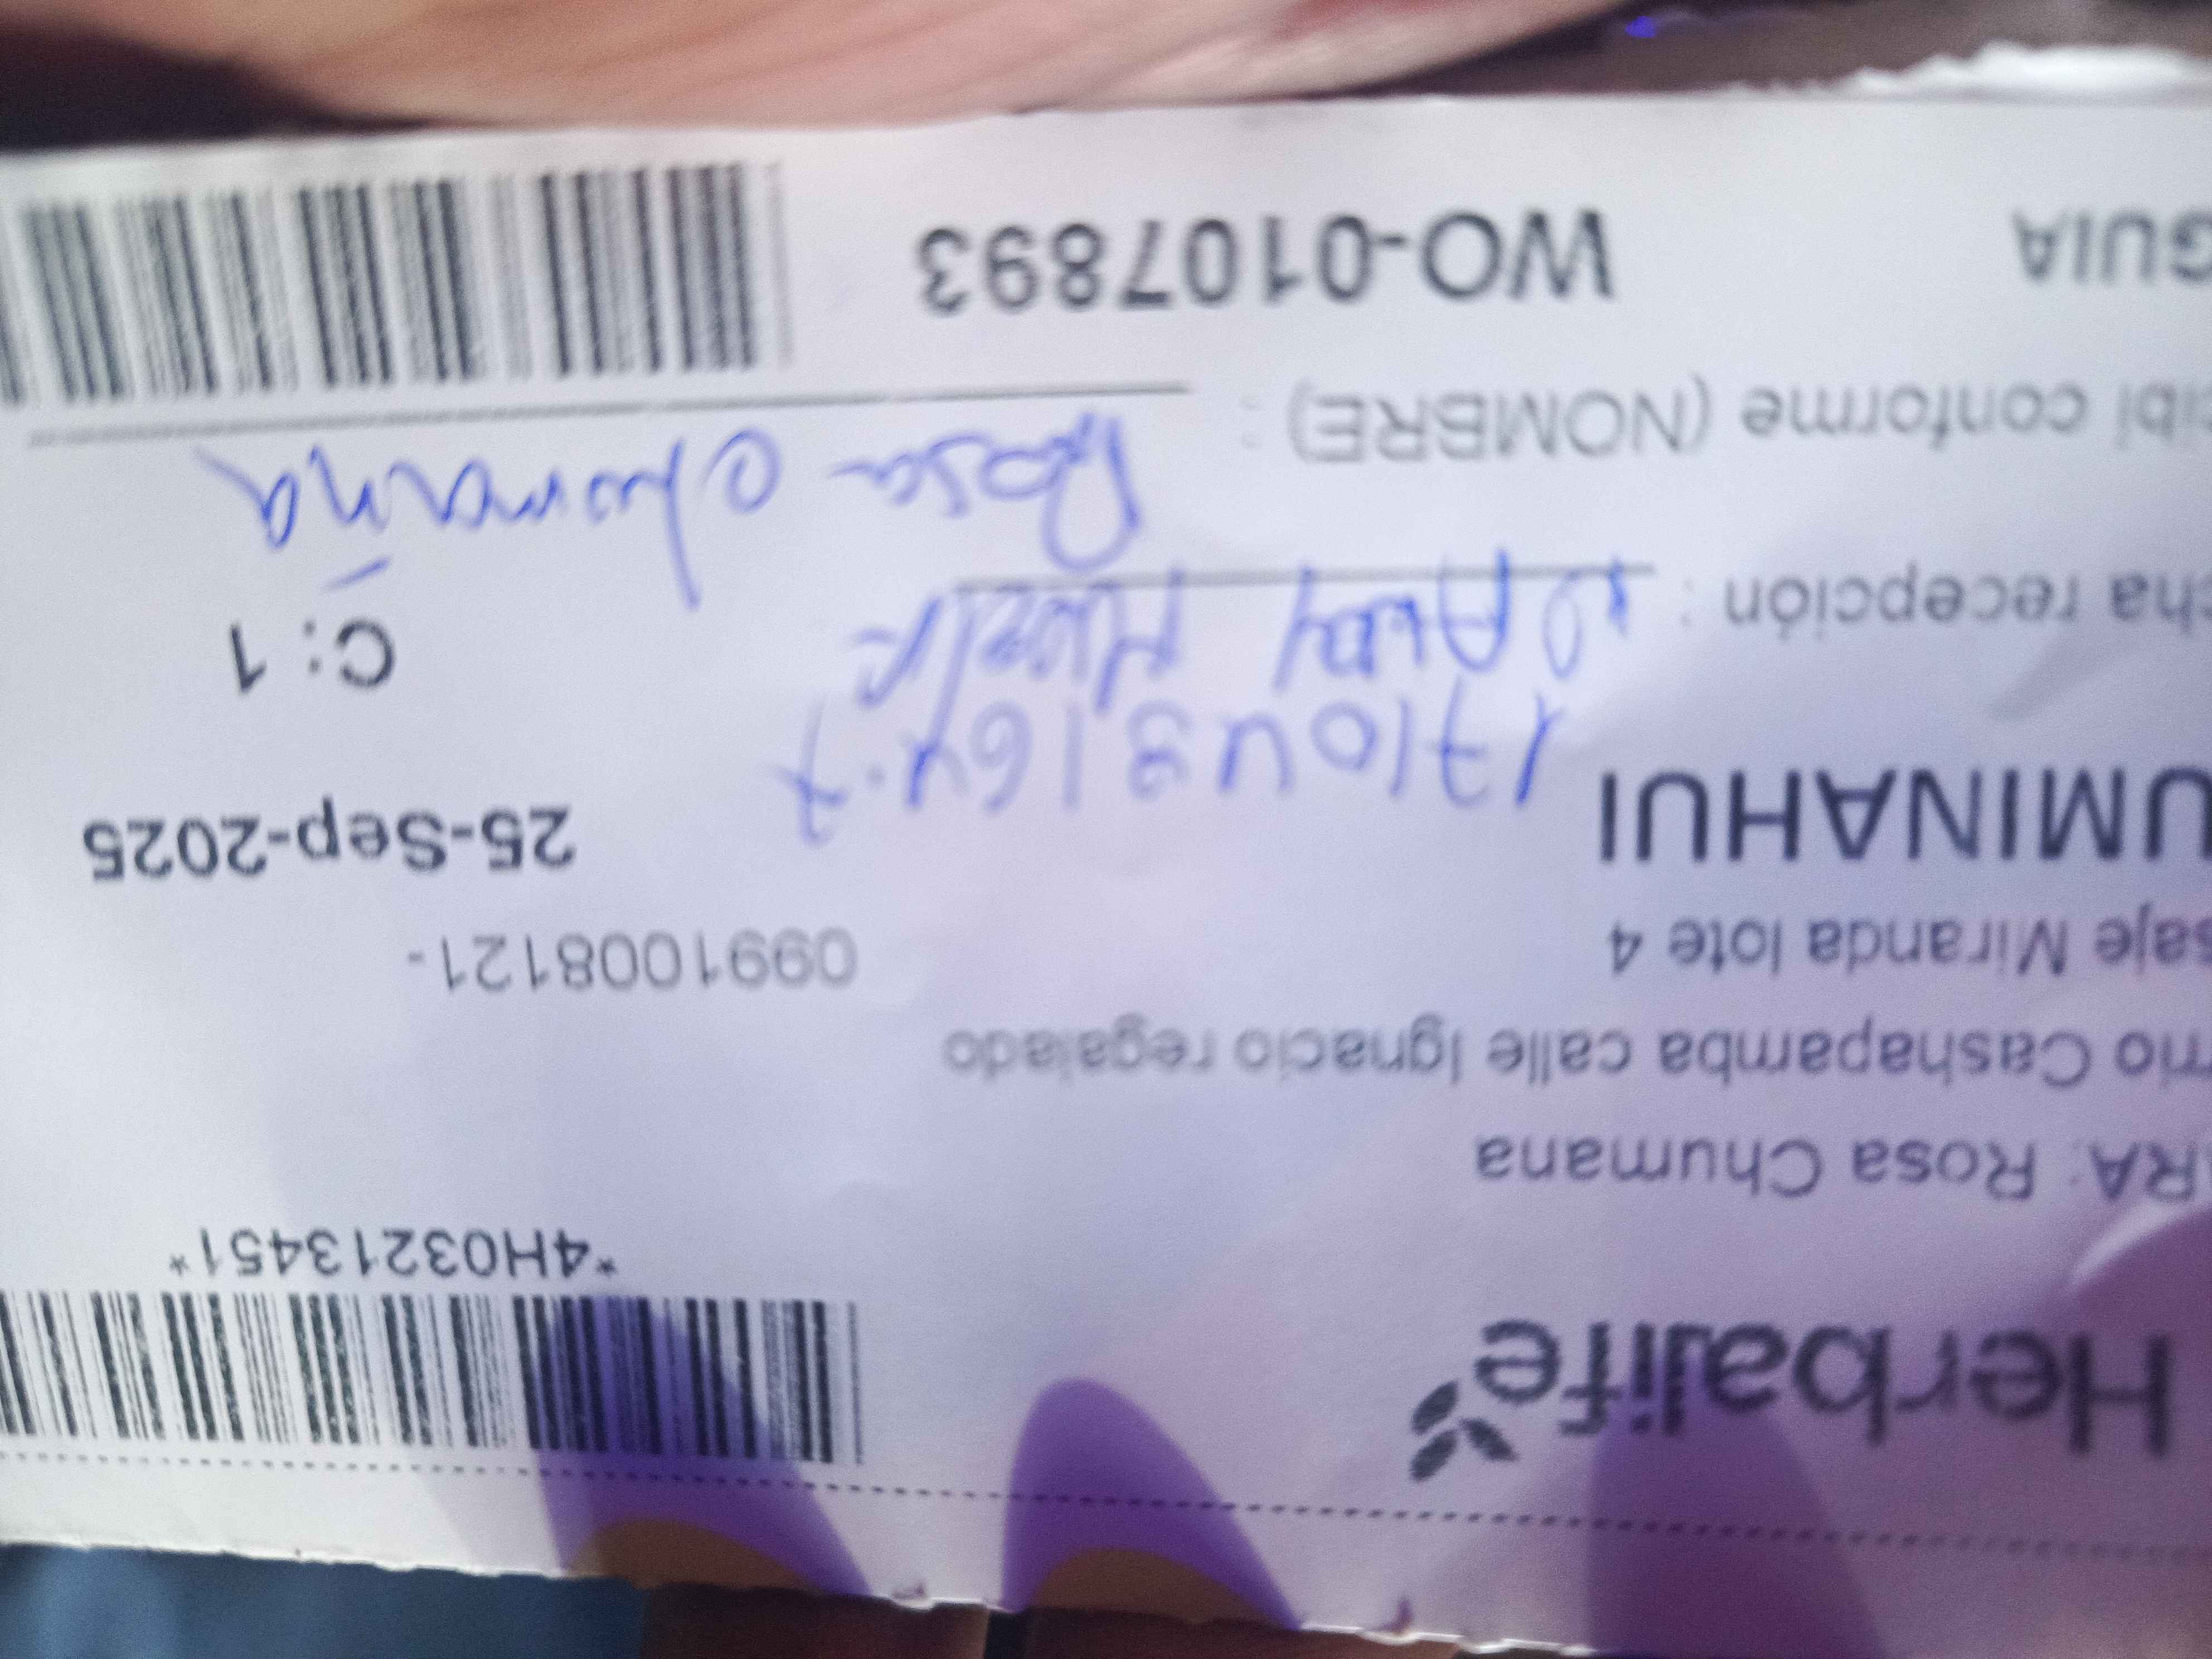 Herbalife
*4H03213451*
RA: Rosa Chumana
rrio Cashapamba calle Ignacio regalado
saje Miranda lote 4
0991008121-
UMINAHUI
25-Sep-2025
C: 1
cha recepción :
ibi conforme (NOMBRE) :
Rosa chumaña
GUIA
WO-0107893